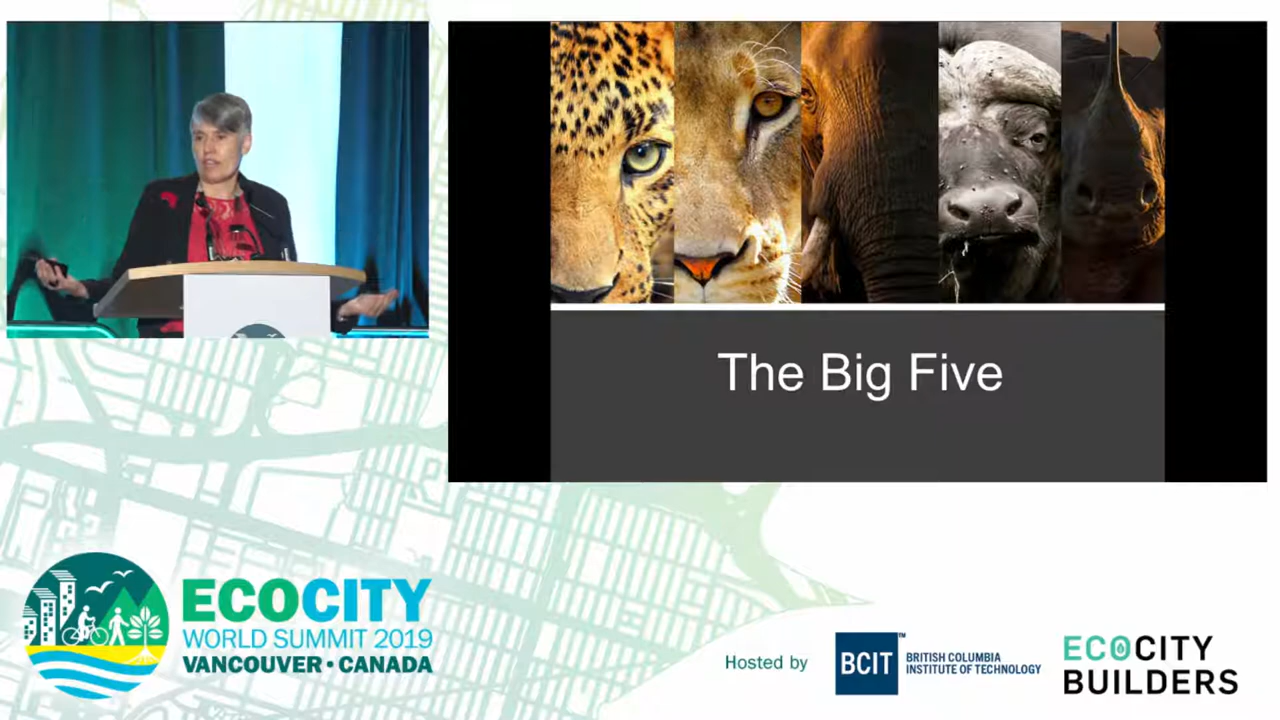 The Big Five
ECOCITY
WORLD SUMMIT 2019
VANCOUVER • CANADA
Hosted by
BCIT
TM
BRITISH COLUMBIA
INSTITUTE OF TECHNOLOGY
ECOCITY
BUILDERS